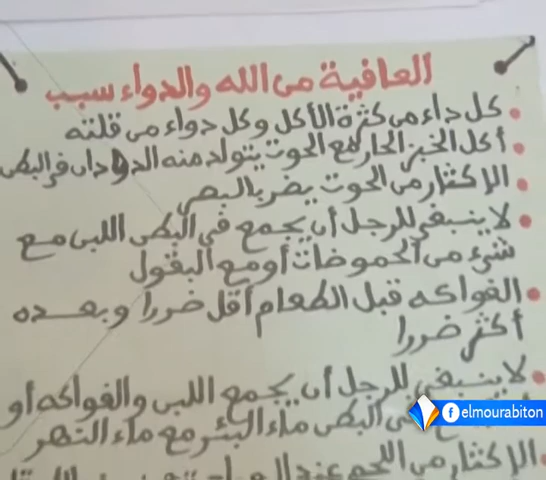 العافية من الله والدواء سبب
• كل داء من كثرة الأكل وكل دواء من قلته
• أكل الخبز الحار مع الحوت يتولد منه الدودان في البطن
• الإكثار من الحوت يضر بالبصر
• لا ينبغي للرجل أن يجمع في البطن اللبن مع
شيء من الحموضات أو مع البقول
• الفواكه قبل الطعام أقل ضررا وبعده
أكثر ضررا
• لا ينبغي للرجل أن يجمع اللبن والفواكه أو
في البطن ماء البئر مع ماء النهر
• الإكثار من اللحم عند
elmourabiton